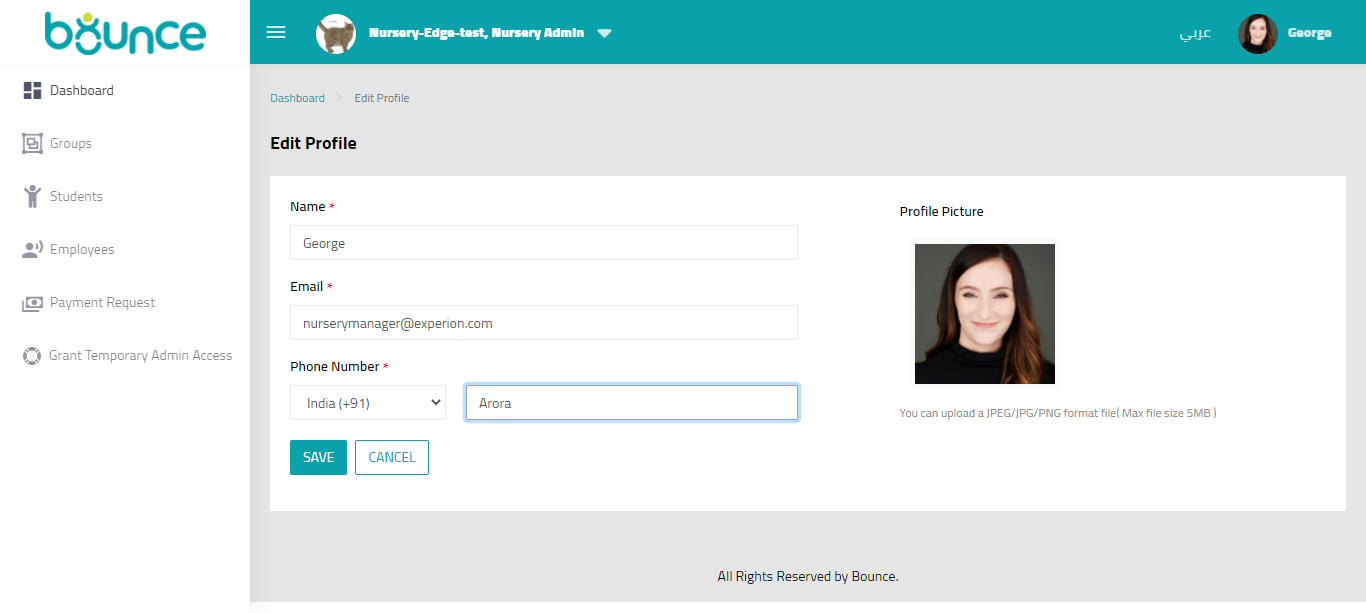 bounce
Nursery-Edge-test, Nursery Admin
عربي
George
Dashboard
Groups
Students
Employees
Payment Request
Grant Temporary Admin Access
Dashboard > Edit Profile
Edit Profile
Name *
George
Email *
nurserymanager@experion.com
Phone Number *
India (+91)
Arora
SAVE
CANCEL
Profile Picture
You can upload a JPEG/JPG/PNG format file( Max file size 5MB )
All Rights Reserved by Bounce.